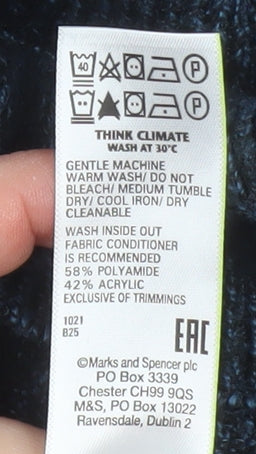 40 P
P
THINK CLIMATE
WASH AT 30°C
GENTLE MACHINE
WARM WASH/ DO NOT
BLEACH/ MEDIUM TUMBLE
DRY/ COOL IRON/ DRY
CLEANABLE
WASH INSIDE OUT
FABRIC CONDITIONER
IS RECOMMENDED
58% POLYAMIDE
42% ACRYLIC
EXCLUSIVE OF TRIMMINGS
1021
B25
EAC
©Marks and Spencer plc
PO Box 3339
Chester CH99 9QS
M&S, PO Box 13022
Ravensdale, Dublin 2